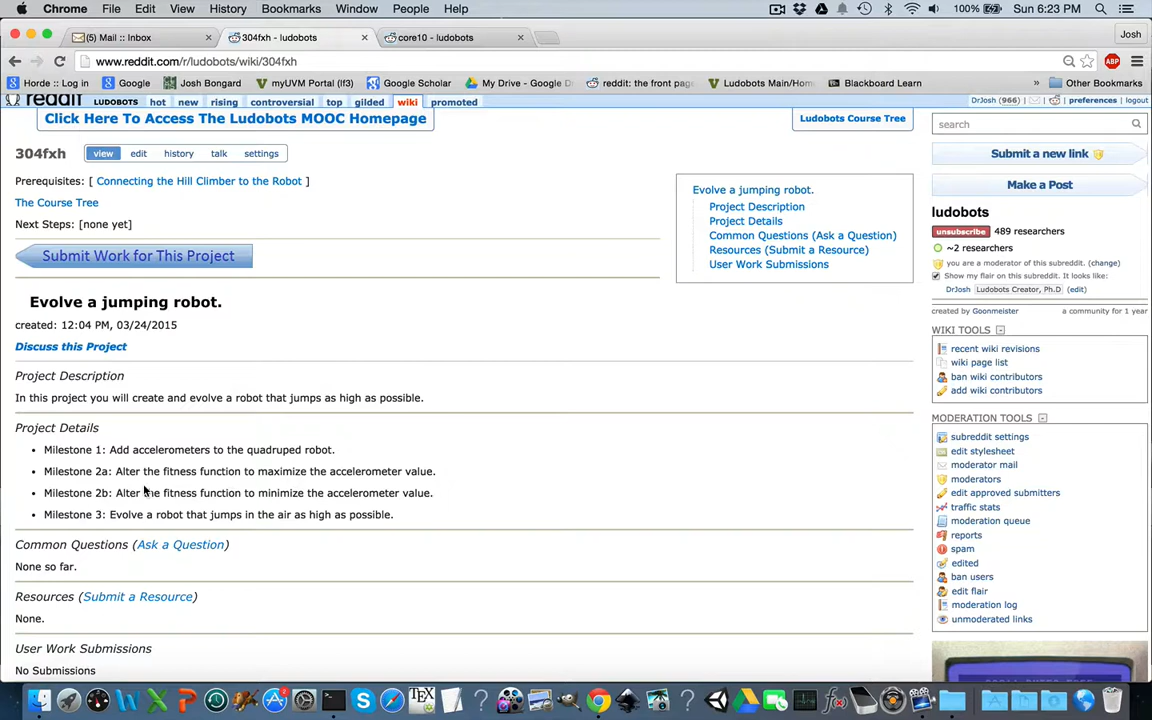 Chrome File Edit View History Bookmarks Window People Help 100% Sun 6:23 PM
(5) Mail :: Inbox 304fxh - ludobots core10 - ludobots Josh
www.reddit.com/r/ludobots/wiki/304fxh ABP
Horde :: Log in Google Josh Bongard myUVM Portal (lf3) Google Scholar My Drive - Google D reddit: the front page Ludobots Main/Hom Blackboard Learn » Other Bookmarks
reddit LUDOBOTS hot new rising controversial top gilded wiki promoted DrJosh (966) preferences logout
Click Here To Access The Ludobots MOOC Homepage
Ludobots Course Tree
304fxh view edit history talk settings
Prerequisites: [ Connecting the Hill Climber to the Robot ]
The Course Tree
Next Steps: [none yet]
Submit Work for This Project
Evolve a jumping robot.
Project Description
Project Details
Common Questions (Ask a Question)
Resources (Submit a Resource)
User Work Submissions
Evolve a jumping robot.
created: 12:04 PM, 03/24/2015
Discuss this Project
Project Description
In this project you will create and evolve a robot that jumps as high as possible.
Project Details
• Milestone 1: Add accelerometers to the quadruped robot.
• Milestone 2a: Alter the fitness function to maximize the accelerometer value.
• Milestone 2b: Alter the fitness function to minimize the accelerometer value.
• Milestone 3: Evolve a robot that jumps in the air as high as possible.
Common Questions (Ask a Question)
None so far.
Resources (Submit a Resource)
None.
User Work Submissions
No Submissions
search
Submit a new link
Make a Post
ludobots
unsubscribe 489 researchers
~2 researchers
you are a moderator of this subreddit. (change)
Show my flair on this subreddit. It looks like:
DrJosh Ludobots Creator, Ph.D (edit)
created by Goonmeister a community for 1 year
WIKI TOOLS
recent wiki revisions
wiki page list
ban wiki contributors
add wiki contributors
MODERATION TOOLS
subreddit settings
edit stylesheet
moderator mail
moderators
edit approved submitters
traffic stats
moderation queue
reports
spam
edited
ban users
edit flair
moderation log
unmoderated links